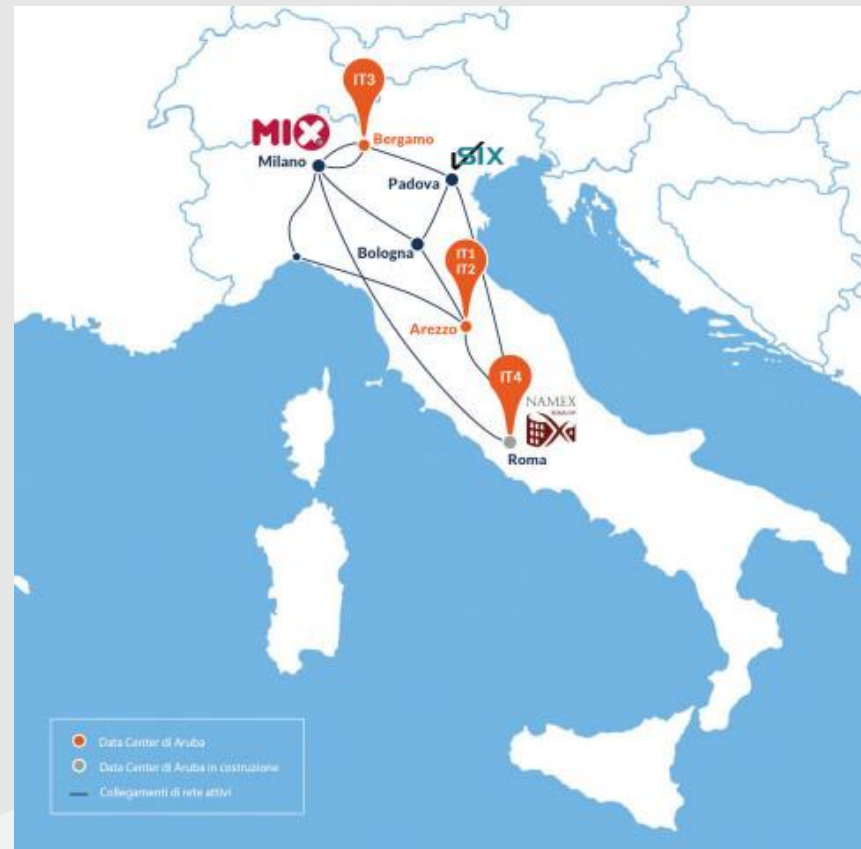 IT3
MIX
Bergamo
Milano
SIX
Padova
Bologna
IT1
IT2
Arezzo
IT4
NAMEX
Roma
Data Center di Aruba
Data Center di Aruba in costruzione
Collegamenti di rete attivi